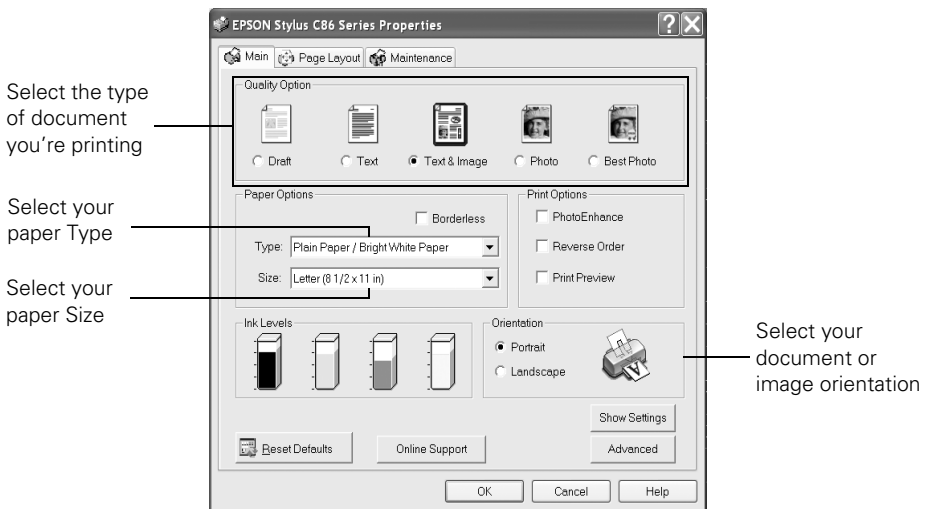 EPSON Stylus C86 Series Properties
Main
Page Layout
Maintenance
Select the type
of document
you're printing
Quality Option
Draft
Text
Text & Image
Photo
Best Photo
Select your
paper Type
Paper Options
Borderless
Type: Plain Paper / Bright White Paper
Size: Letter (8 1/2 x 11 in)
Select your
paper Size
Print Options
PhotoEnhance
Reverse Order
Print Preview
Ink Levels
Orientation
Portrait
Landscape
A
Select your
document or
image orientation
Show Settings
Reset Defaults
Online Support
Advanced
OK
Cancel
Help